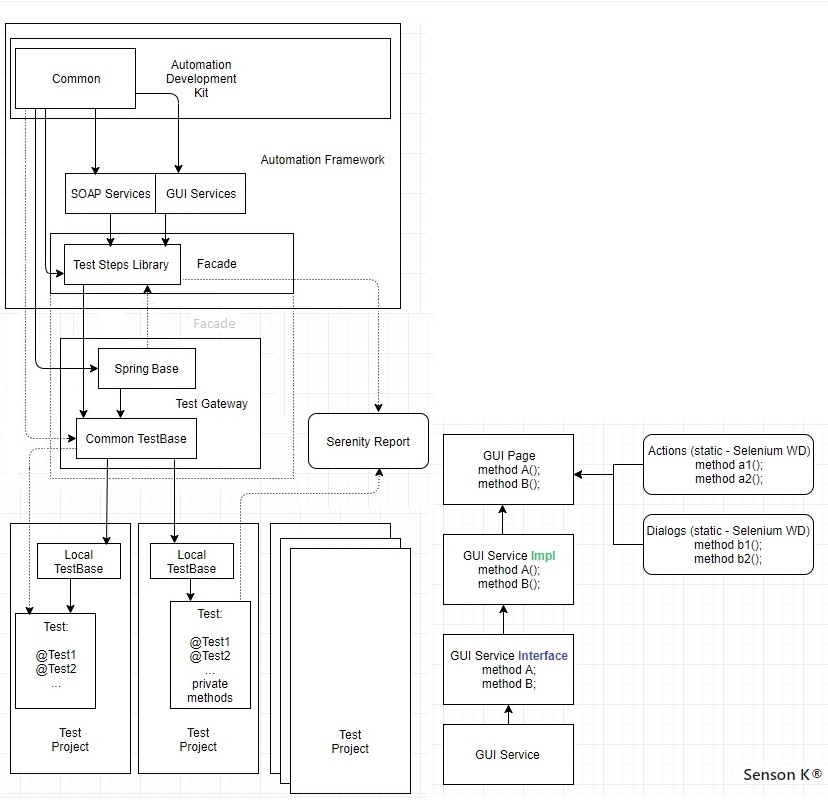 Common
Automation
Development
Kit
Automation Framework
SOAP Services
GUI Services
Test Steps Library
Facade
Facade
Spring Base
Test Gateway
Common TestBase
Serenity Report
Local
TestBase
Test:
@Test1
@Test2
...
Test
Project
Local
TestBase
Test:
@Test1
@Test2
...
private
methods
Test
Project
Test
Project
GUI Page
method A();
method B();
Actions (static - Selenium WD)
method a1();
method a2();
Dialogs (static - Selenium WD)
method b1();
method b2();
GUI Service Impl
method A();
method B();
GUI Service Interface
method A;
method B;
GUI Service
Senson K®